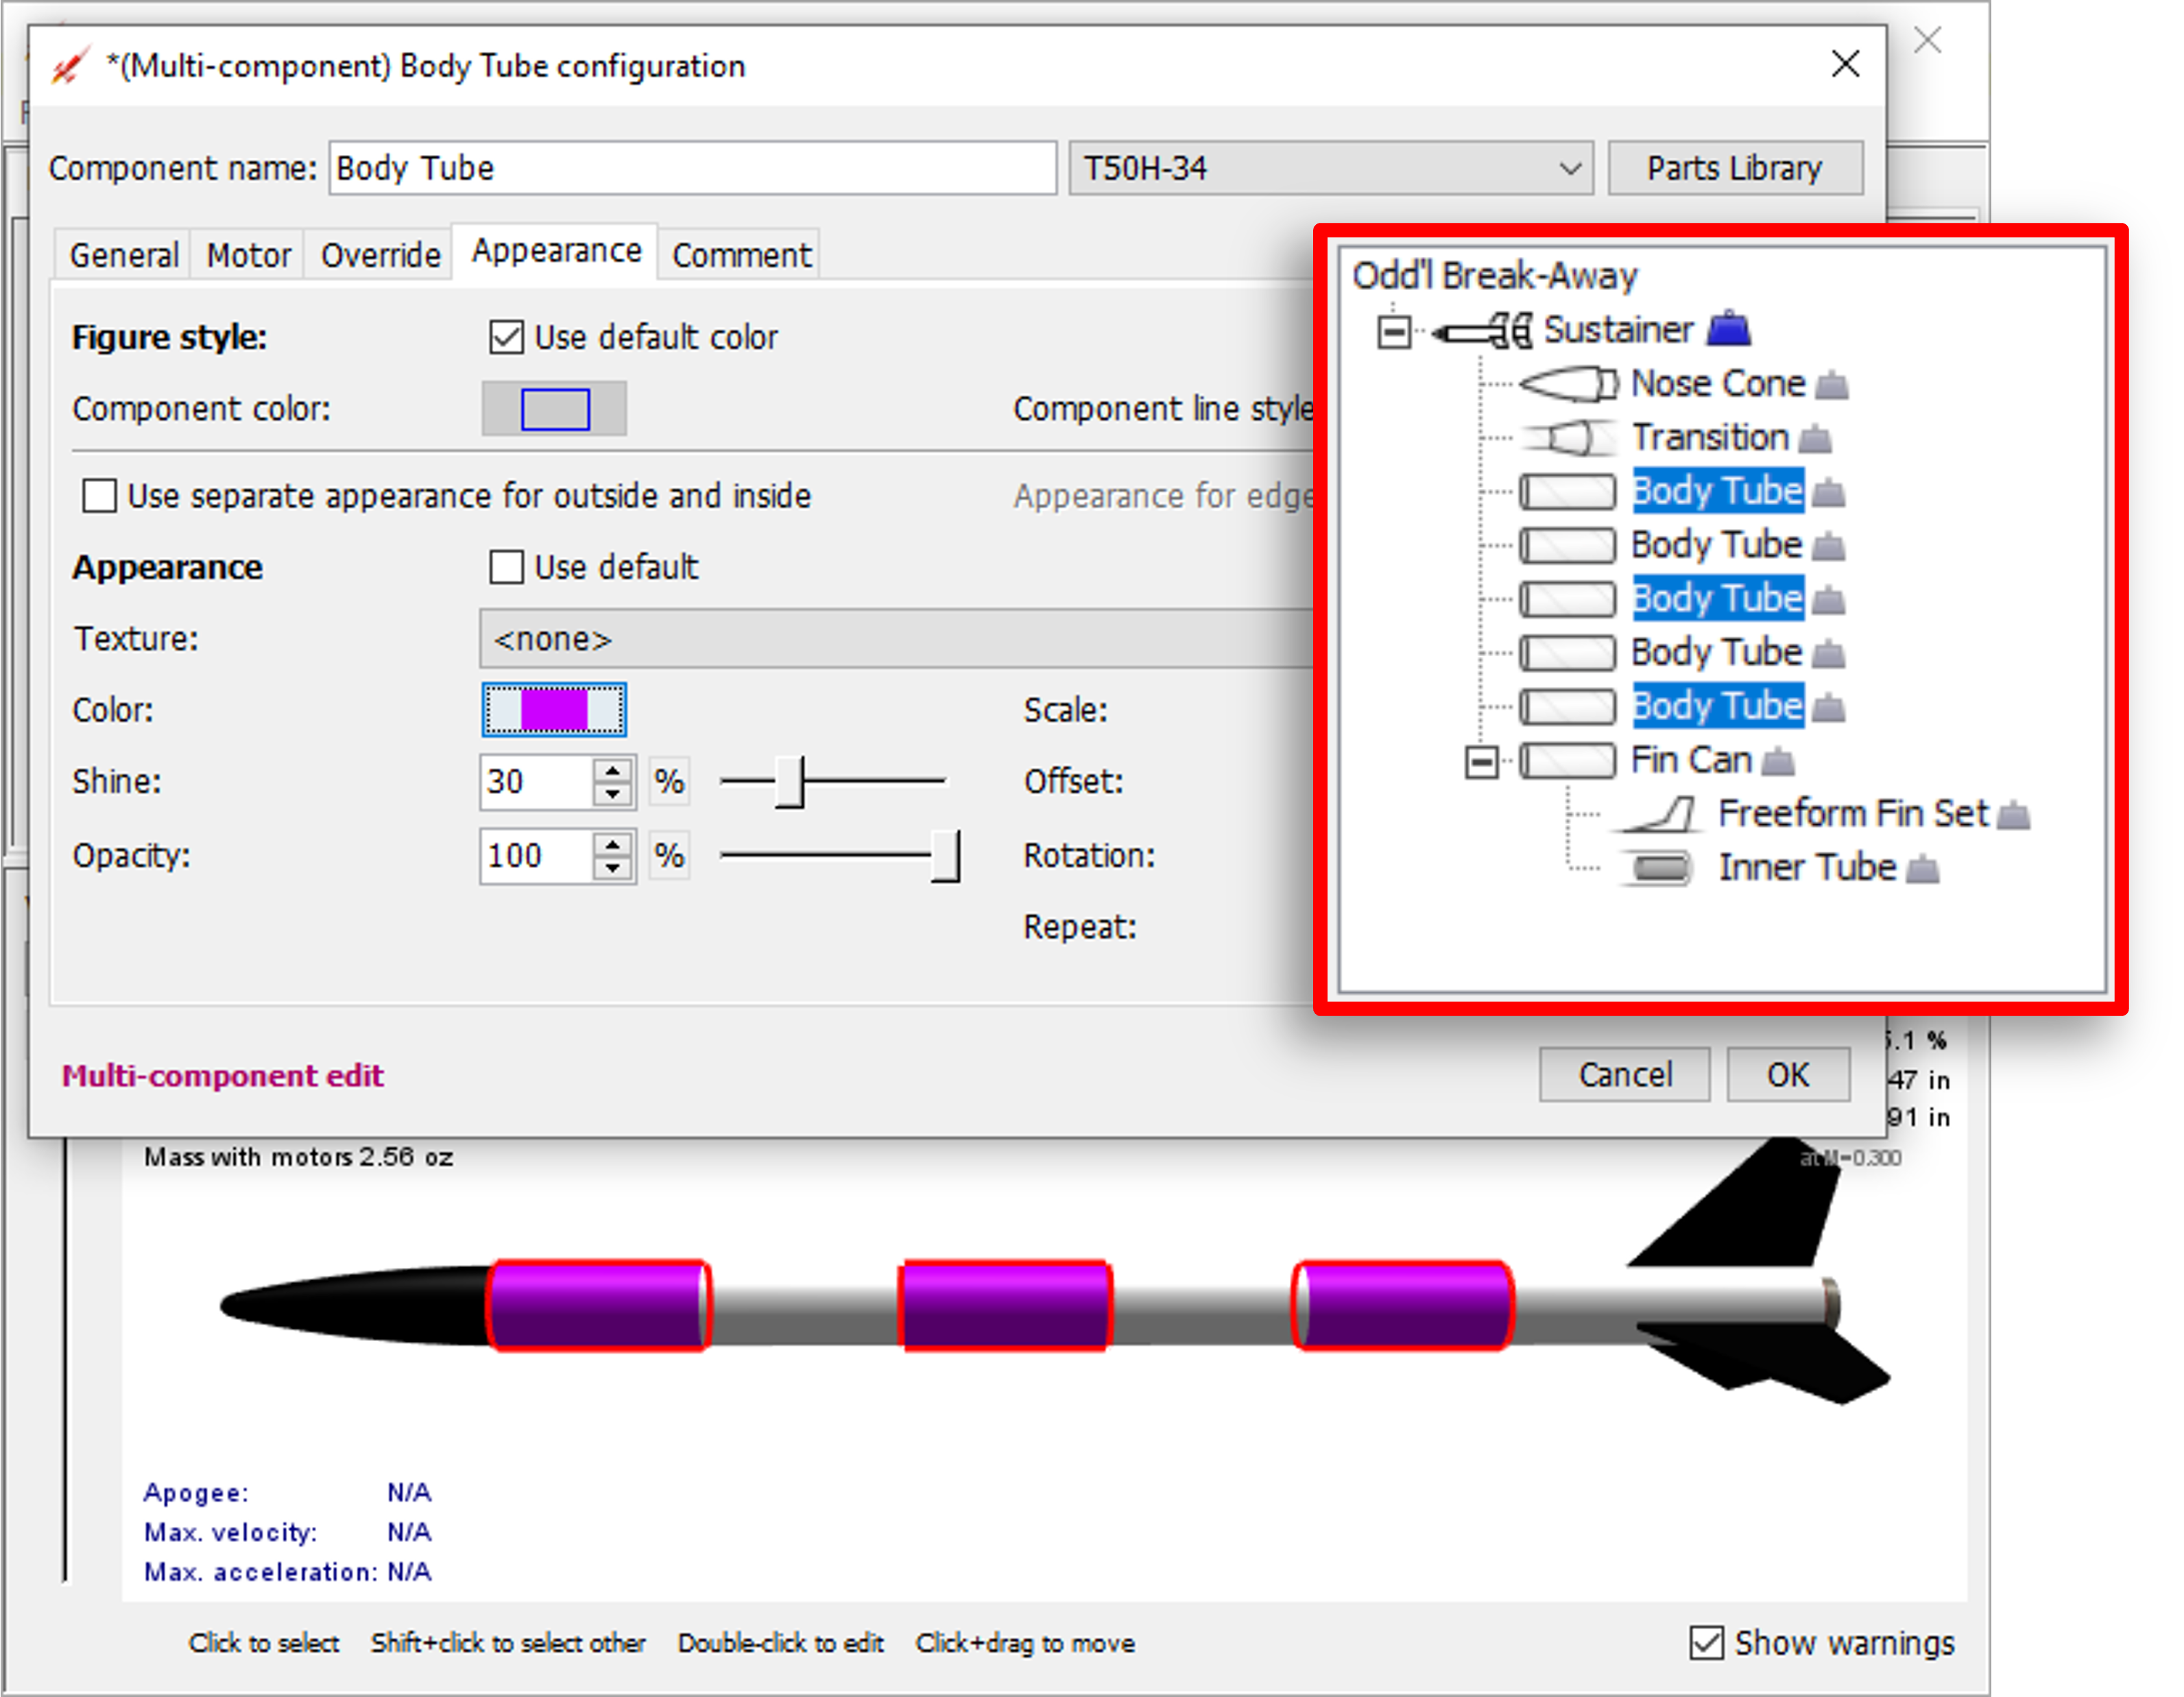 *(Multi-component) Body Tube configuration
Component name: Body Tube T50H-34 Parts Library
General Motor Override Appearance Comment
Figure style: Use default color
Component color: Component line style
Use separate appearance for outside and inside Appearance for edge
Appearance Use default
Texture: <none>
Color: Scale:
Shine: 30 % Offset:
Opacity: 100 % Rotation:
Repeat:
Odd'l Break-Away
Sustainer
Nose Cone
Transition
Body Tube
Body Tube
Body Tube
Body Tube
Body Tube
Fin Can
Freeform Fin Set
Inner Tube
Multi-component edit Cancel OK
.1 %
47 in
91 in
Mass with motors 2.56 oz at M=0.300
Apogee: N/A
Max. velocity: N/A
Max. acceleration: N/A
Click to select Shift+click to select other Double-click to edit Click+drag to move Show warnings